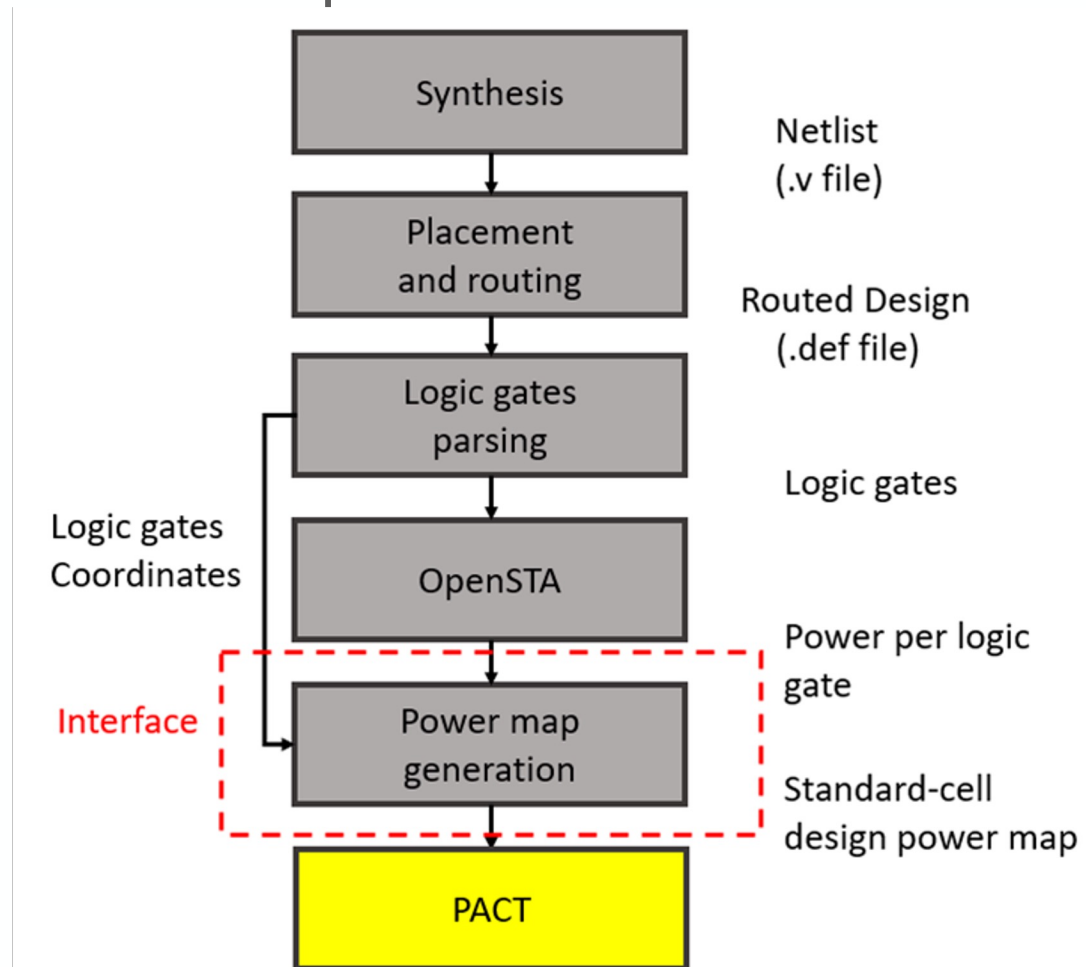 Synthesis
Netlist
(.v file)
Placement
and routing
Routed Design
(.def file)
Logic gates
parsing
Logic gates
Logic gates
Coordinates
OpenSTA
Power per logic
gate
Interface
Power map
generation
Standard-cell
design power map
PACT